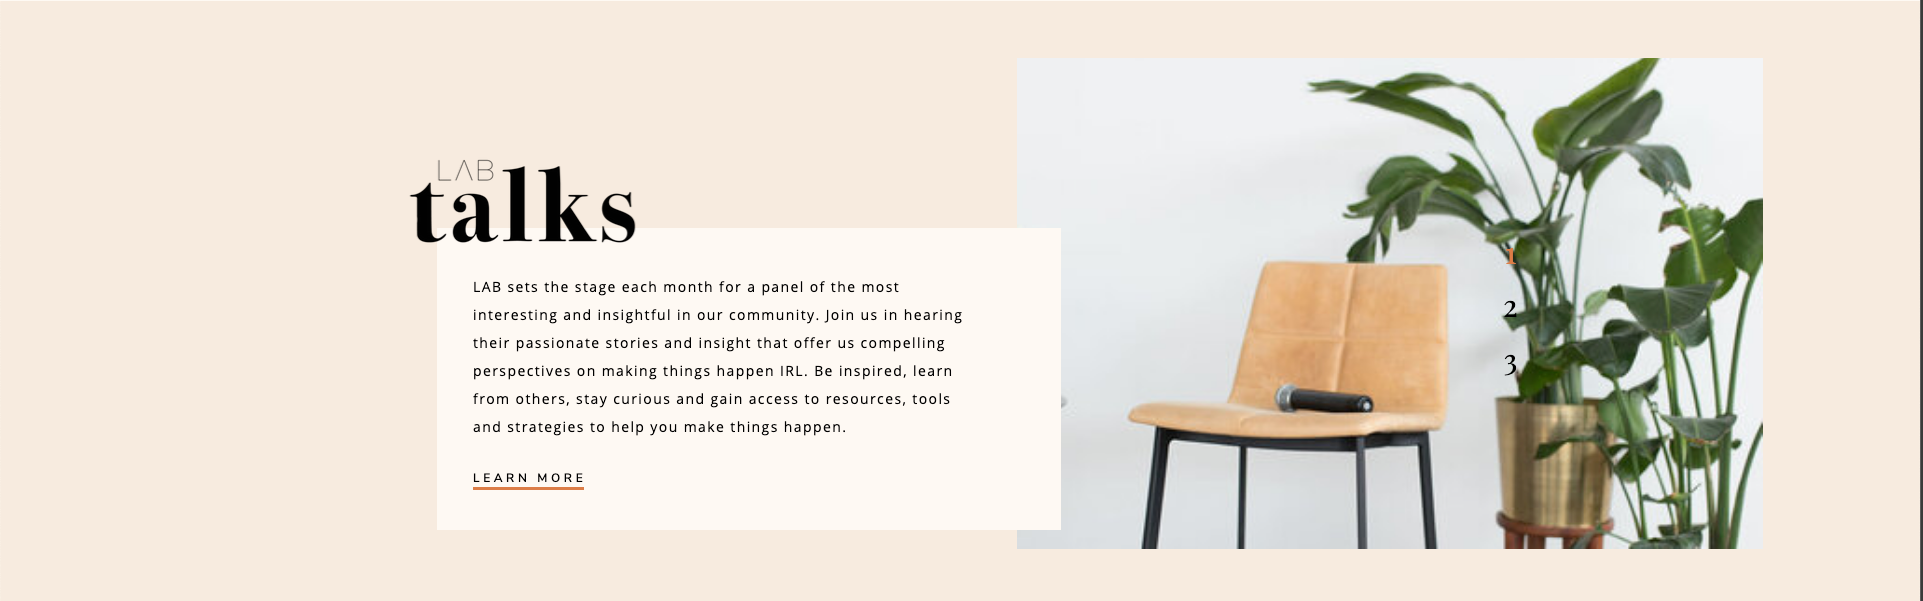 LAB
talks
LAB sets the stage each month for a panel of the most
interesting and insightful in our community. Join us in hearing
their passionate stories and insight that offer us compelling
perspectives on making things happen IRL. Be inspired, learn
from others, stay curious and gain access to resources, tools
and strategies to help you make things happen.
LEARN MORE
1
2
3